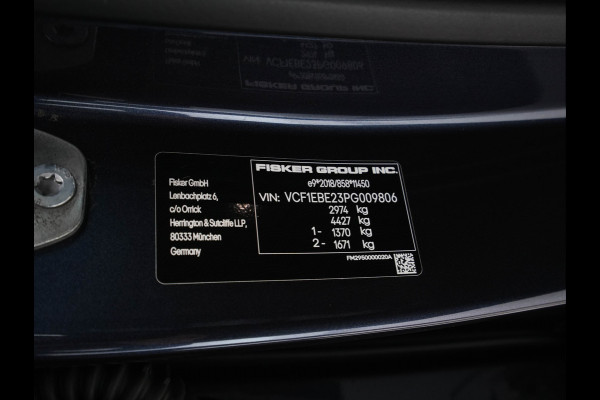 Fisker GmbH
Lenbachplatz 6,
c/o Orrick
Herrington & Sutcliffe LLP,
80333 München
Germany
FISKER GROUP INC.
e9*2018/858*11450
VIN: VCF1EBE23PG009806
2974 kg
4427 kg
1- 1370 kg
2- 1671 kg
FM2950000020A